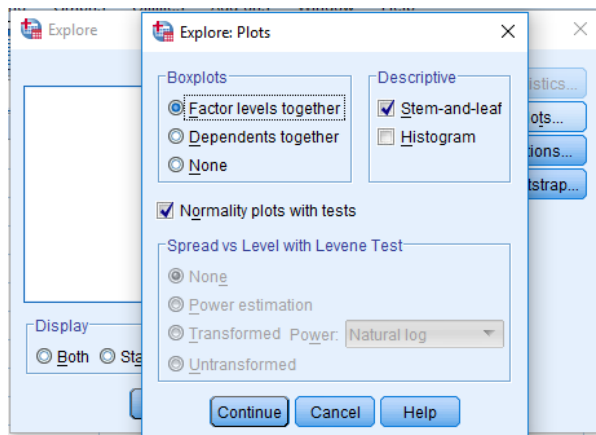 Explore
Explore: Plots
Boxplots
Factor levels together
Dependents together
None
Descriptive
Stem-and-leaf
Histogram
Normality plots with tests
Spread vs Level with Levene Test
None
Power estimation
Transformed Power: Natural log
Untransformed
Continue Cancel Help
Display
Both